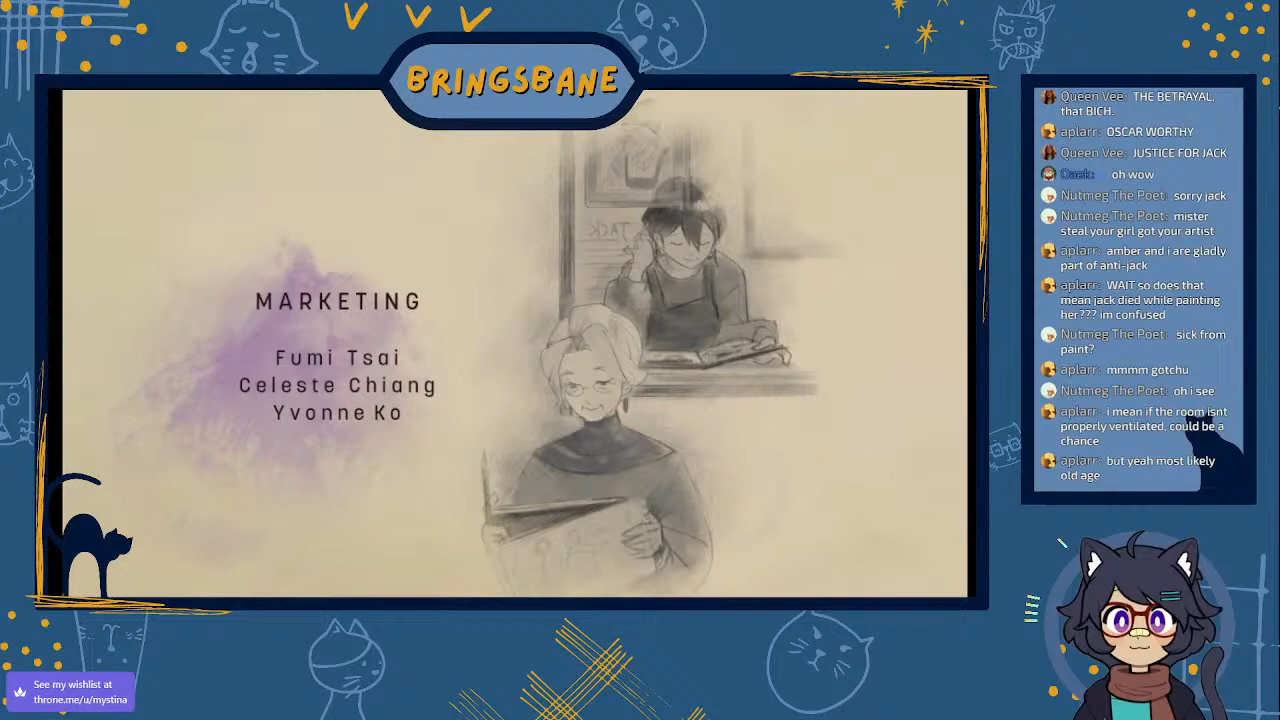 BRINGSBANE
MARKETING
Fumi Tsai
Celeste Chiang
Yvonne Ko
JACK
Queen Vee: THE BETRAYAL,
that BICH.
aplarr: OSCAR WORTHY
Queen Vee: JUSTICE FOR JACK
Daek: oh wow
Nutmeg The Poet: sorry jack
Nutmeg The Poet: mister
steal your girl got your artist
aplarr: amber and i are gladly
part of anti-jack
aplarr: WAIT so does that
mean jack died while painting
her??? im confused
Nutmeg The Poet: sick from
paint?
aplarr: mmmm gotchu
Nutmeg The Poet: oh i see
aplarr: i mean if the room isnt
properly ventilated, could be a
chance
aplarr: but yeah most likely
old age
See my wishlist at
throne.me/u/mystina